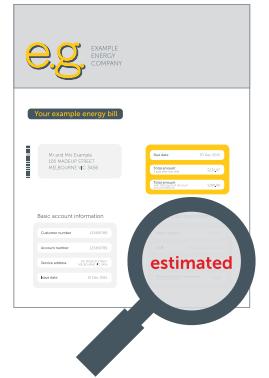 e.g
EXAMPLE
ENERGY
COMPANY
Your example energy bill
Mr and Mrs Example
100 MADEUP STREET
MELBOURNE VIC 3456
Due date
Total amount
Total amount
Basic account information
Customer number
Account number
Service address
Issue date
estimated